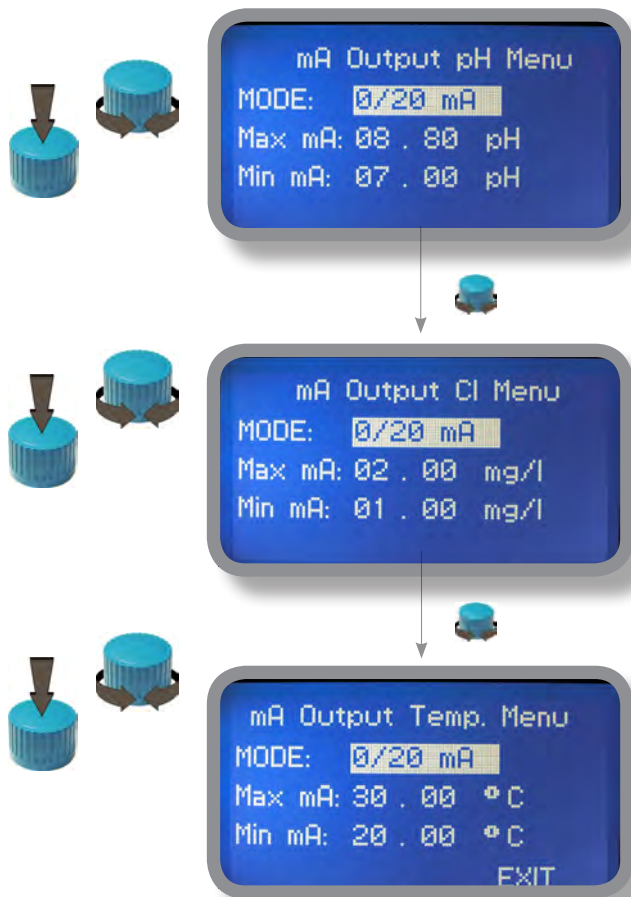 mA Output pH Menu
MODE: 0/20 mA
Max mA: 08 . 80 pH
Min mA: 07 . 00 pH
mA Output Cl Menu
MODE: 0/20 mA
Max mA: 02 . 00 mg/l
Min mA: 01 . 00 mg/l
mA Output Temp. Menu
MODE: 0/20 mA
Max mA: 30 . 00 °C
Min mA: 20 . 00 °C
EXIT